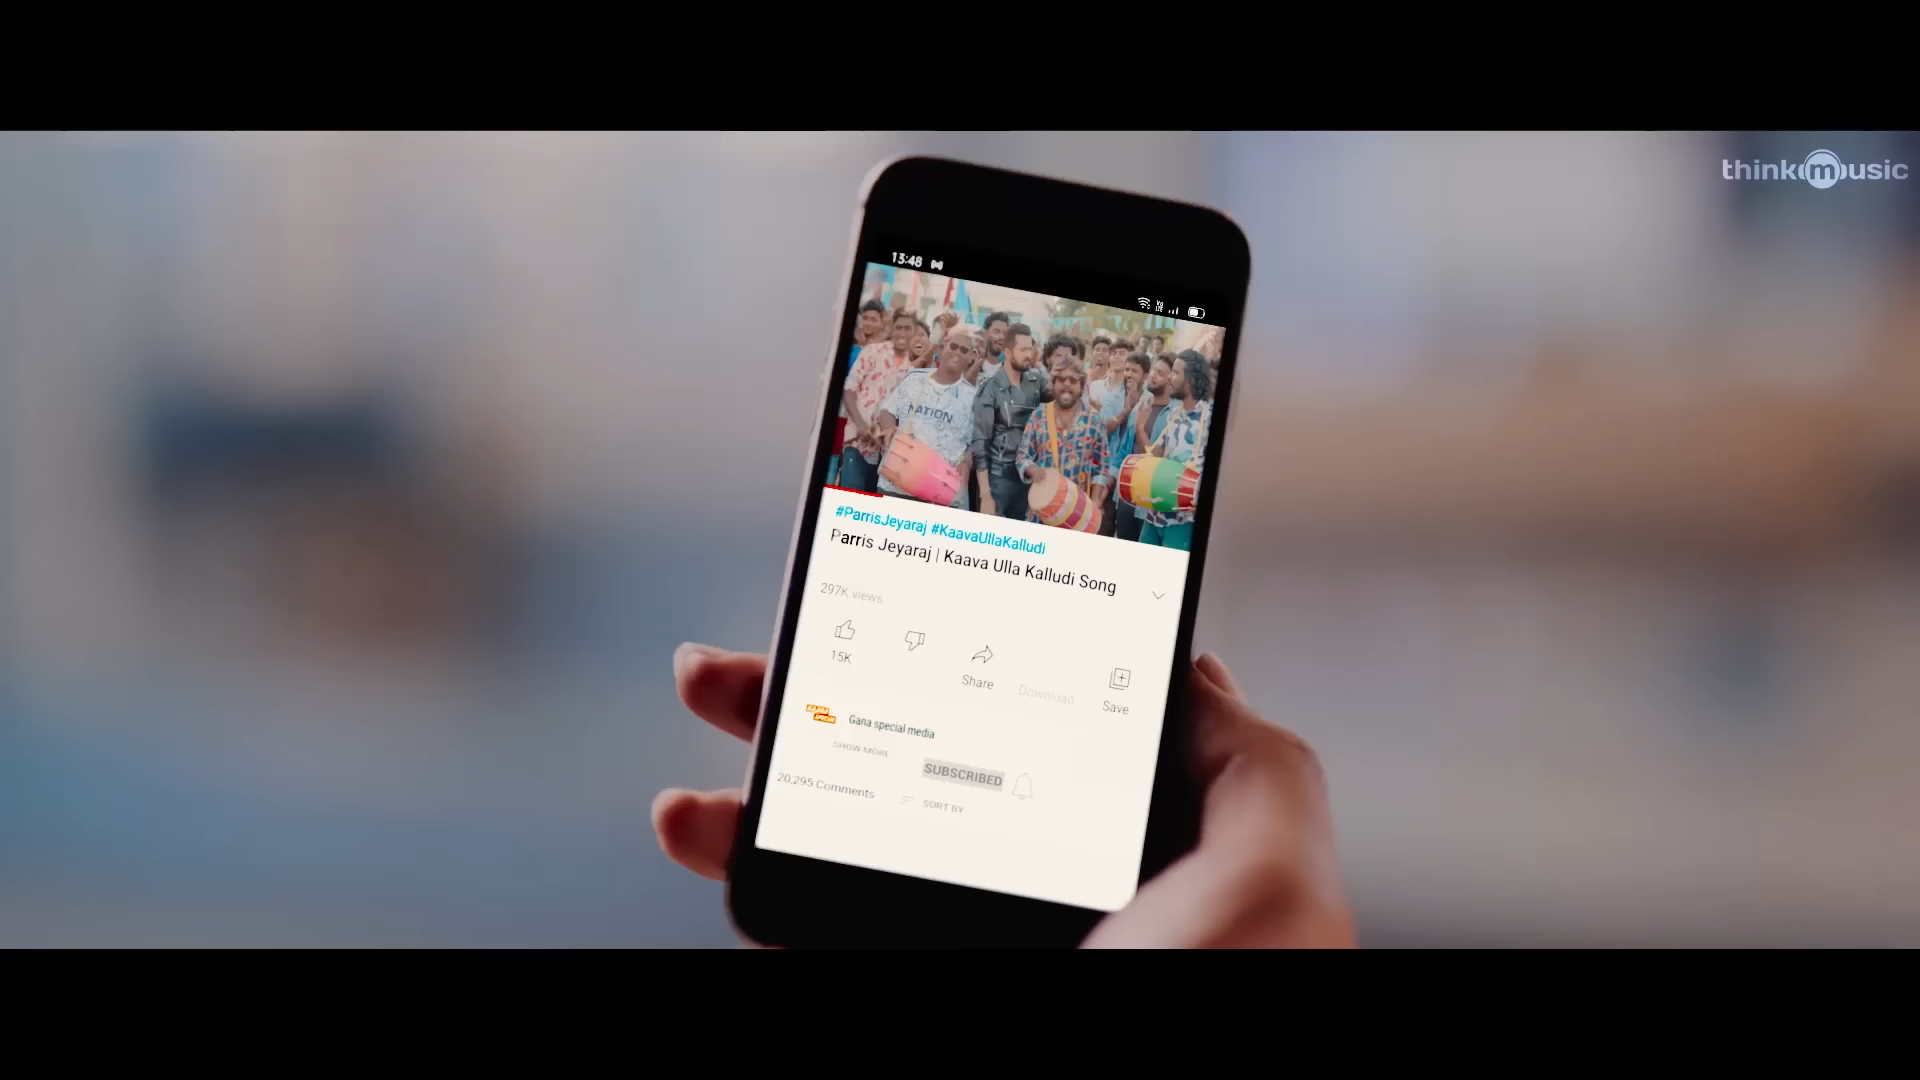 thinkmusic
13:48
NATION
#ParrisJeyaraj #KaavaUllaKalludi
Parris Jeyaraj | Kaava Ulla Kalludi Song
297K views
15K
Share
Download
Save
Gana special media
SHOW MORE
SUBSCRIBED
20,295 Comments
SORT BY